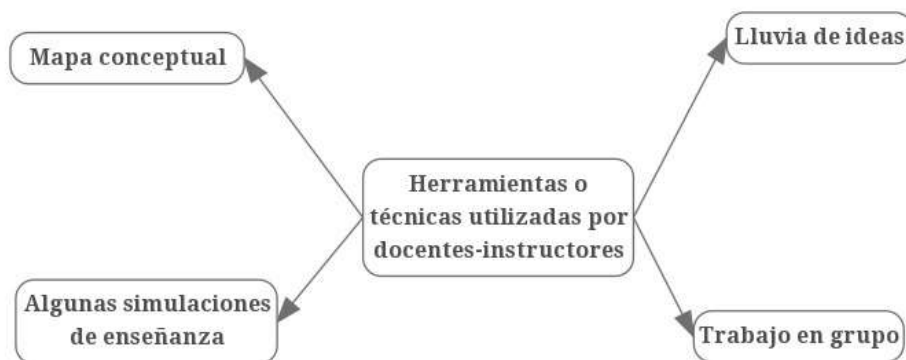 Mapa conceptual
Lluvia de ideas
Herramientas o
técnicas utilizadas por
docentes-instructores
Algunas simulaciones
de enseñanza
Trabajo en grupo